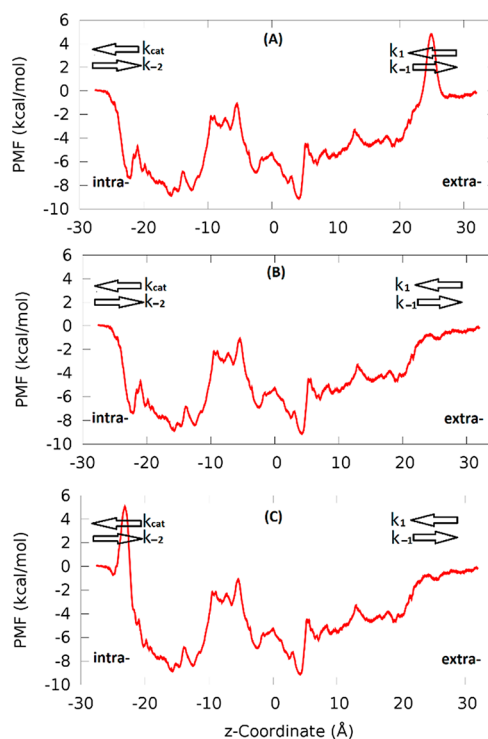 (A)
6
4
2
0
-2
-4
-6
-8
-10
PMF (kcal/mol)
kcat
k-2
k1
k-1
intra-
extra-
-30 -20 -10 0 10 20 30
(B)
6
4
2
0
-2
-4
-6
-8
-10
PMF (kcal/mol)
kcat
k-2
k1
k-1
intra-
extra-
-30 -20 -10 0 10 20 30
(C)
6
4
2
0
-2
-4
-6
-8
-10
PMF (kcal/mol)
kcat
k-2
k1
k-1
intra-
extra-
-30 -20 -10 0 10 20 30
z-Coordinate (Å)